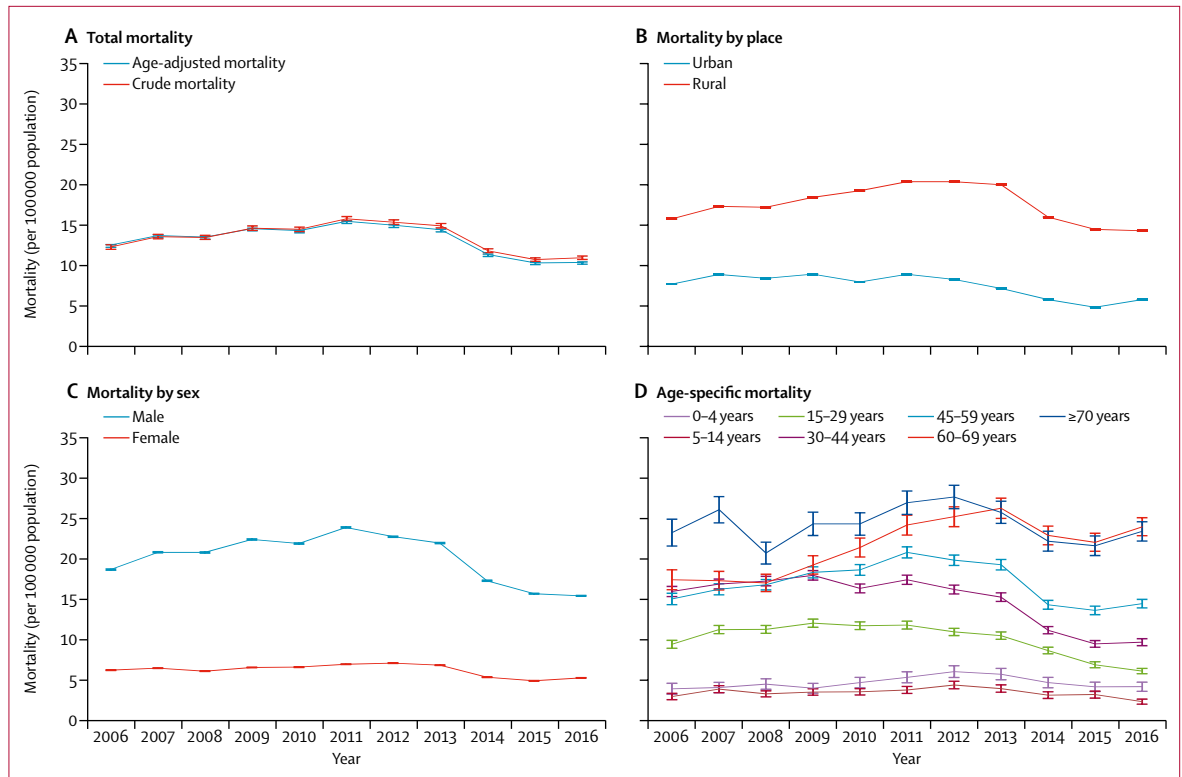 A Total mortality
Age-adjusted mortality
Crude mortality
Mortality (per 100 000 population)
35
30
25
20
15
10
5
0
B Mortality by place
Urban
Rural
C Mortality by sex
Male
Female
Mortality (per 100 000 population)
35
30
25
20
15
10
5
0
2006 2007 2008 2009 2010 2011 2012 2013 2014 2015 2016
Year
D Age-specific mortality
0–4 years 15–29 years 45–59 years ≥70 years
5–14 years 30–44 years 60–69 years
2006 2007 2008 2009 2010 2011 2012 2013 2014 2015 2016
Year